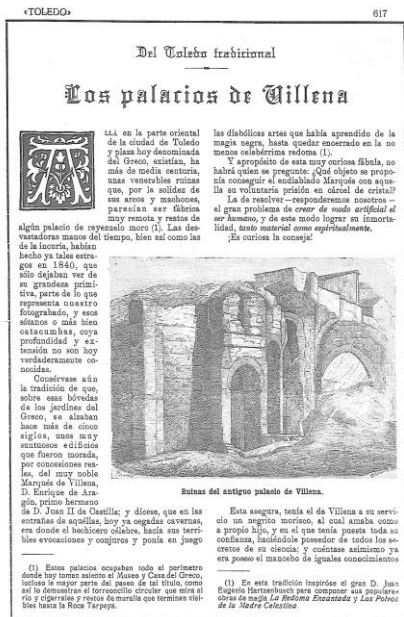 «TOLEDO»
617
Del Toledo tradicional
Los palacios de Villena
ALLÁ en la parte oriental
de la ciudad de Toledo
y plaza hoy denominada
del Greco, existían, ha
más de media centuria,
unas venerables ruinas
que, por la solidez de
sus arcos y machones,
parecían ser fábrica
muy remota y restos de
algún palacio de reyezuelo moro (1). Las des-
vastadoras manos del tiempo, bien así como las
de la incuria, habían
hecho ya tales estra-
gos en 1840, que
sólo dejaban ver de
su grandeza primi-
tiva, parte de lo que
representa nuestro
fotograbado, y esos
sótanos o más bien
catacumbas, cuya
profundidad y ex-
tensión no son hoy
verdaderamente co-
nocidas.
Consérvase aún
la tradición de que,
sobre esas bóvedas
de los jardines del
Greco, se alzaban
hace más de cinco
siglos, unos muy
suntuosos edificios
que fueron morada,
por concesiones rea-
les, del muy noble
Marqués de Villena,
D. Enrique de Ara-
gón, primo hermano
de D. Juan II de Castilla; y dícese, que en las
entrañas de aquéllas, hoy ya cegadas cavernas,
era donde el hechicero célebre, hacía sus terri-
bles evocaciones y conjuros y ponía en juego
(1) Estos palacios ocupaban todo el perímetro
donde hoy toman asiento el Museo y Casa del Greco,
incluso la mayor parte del paseo de tal título, como
así lo demuestran el torreoncillo circular que mira al
río y cigarrales y restos de muralla que terminan visi-
bles hasta la Roca Tarpeya.
las diabólicas artes que había aprendido de la
magia negra, hasta quedar encerrado en la no
menos celebérrima redoma (1).
Y apropósito de esta muy curiosa fábula, no
habrá quien se pregunte: ¿Qué objeto se propo-
nía conseguir el endiablado Marqués con aque-
lla su voluntaria prisión en cárcel de cristal?
La de resolver—responderemos nosotros—
el gran problema de crear de modo artificial el
ser humano, y de este modo lograr su inmorta-
lidad, tanto material como espiritualmente.
¡Es curiosa la conseja!
Ruinas del antiguo palacio de Villena.
Esta asegura, tenía el de Villena a su servi-
cio un negrito morisco, al cual amaba como
a propio hijo, y en el que tenía puesta toda su
confianza, haciéndole poseedor de todos los se-
cretos de su ciencia; y cuéntase asimismo ya
era poseso el mancebo de iguales conocimientos
(1) En esta tradición inspiróse el gran D. Juan
Eugenio Hartzenbusch para componer sus populares
obras de magia La Redoma Encantada y Los Polvos
de la Madre Celestina